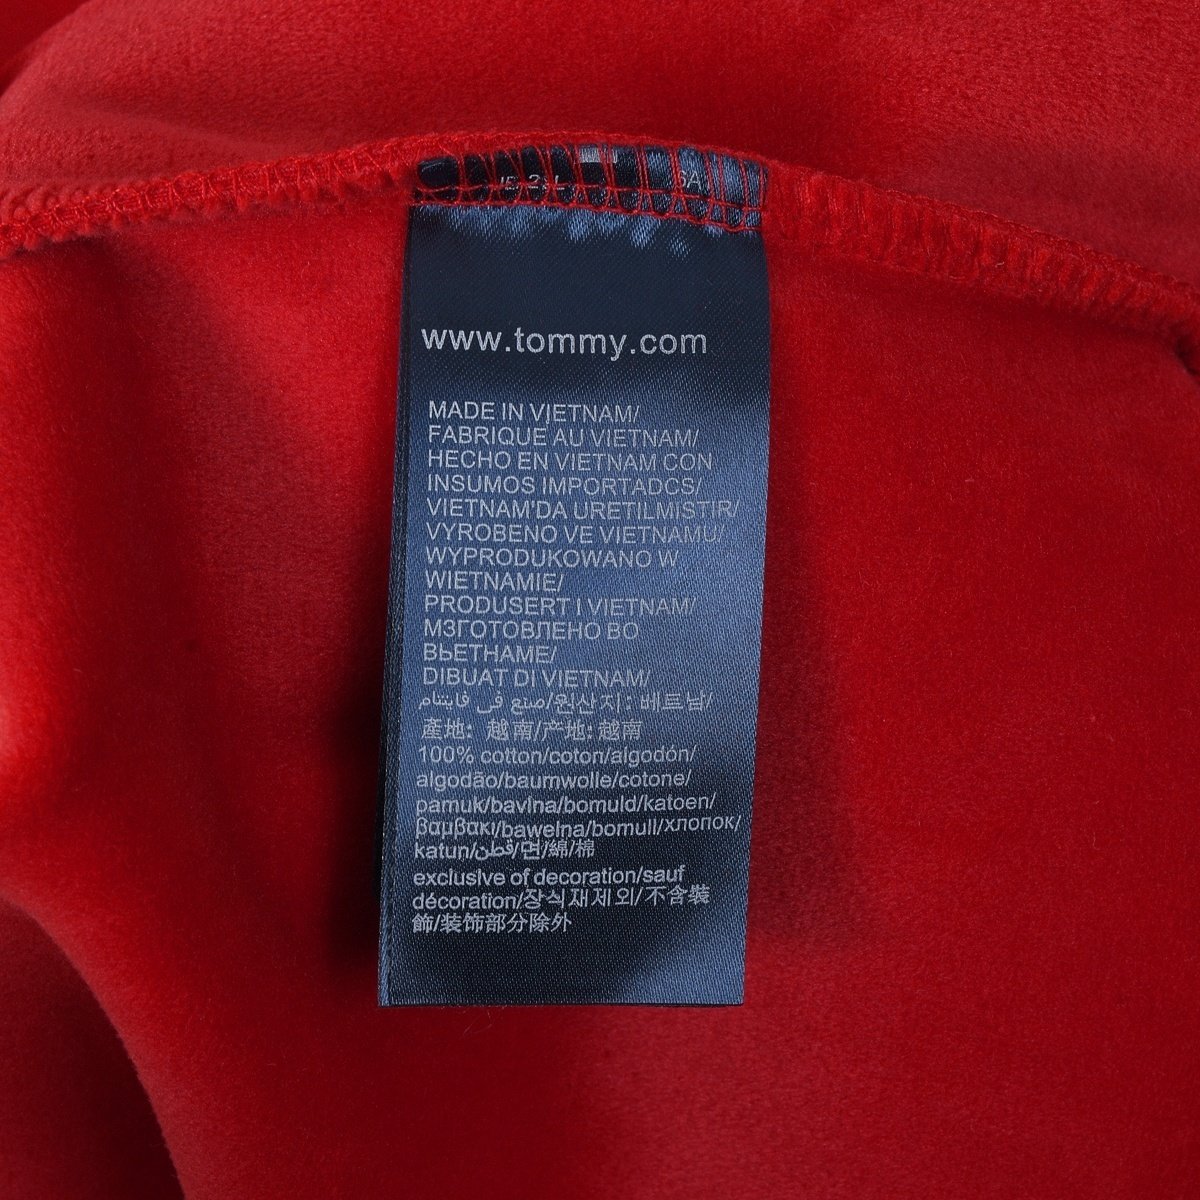 www.tommy.com
MADE IN VIETNAM/
FABRIQUE AU VIETNAM/
HECHO EN VIETNAM CON
INSUMOS IMPORTADCS/
VIETNAM'DA URETILMISTIR/
VYROBENO VE VIETNAMU/
WYPRODUKOWANO W
WIETNAMIE/
PRODUSERT I VIETNAM/
МЗГОТОВЛЕНО ВО
ВЬЕТНАМЕ/
DIBUAT DI VIETNAM/
صنع في فايتنام/원산지: 베트남/
產地: 越南/产地: 越南
100% cotton/coton/algodón/
algodão/baumwolle/cotone/
pamuk/bavlna/bomuld/katoen/
βαμβακι/bawelna/bomull/хлопок/
katun/قطن/면/綿/棉
exclusive of decoration/sauf
décoration/장식재제외/不含裝
飾/装饰部分除外